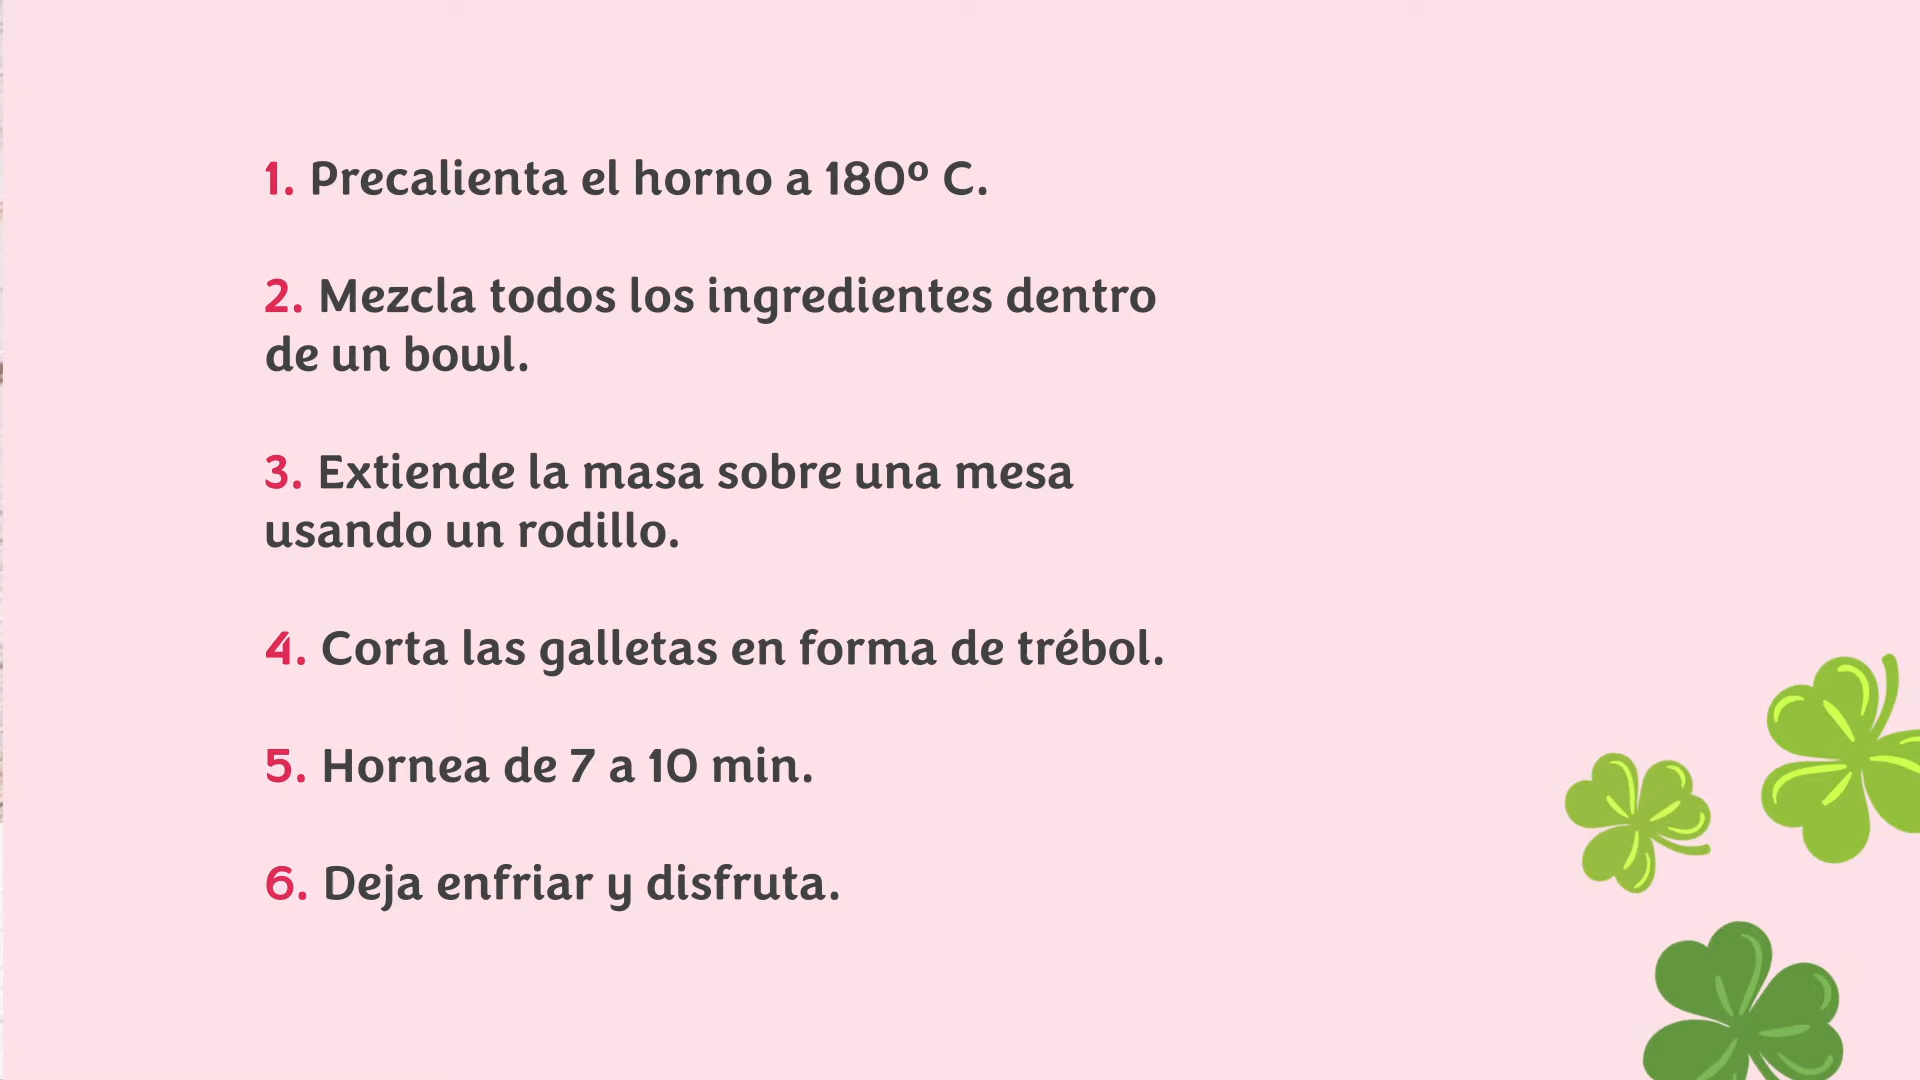 1. Precalienta el horno a 180º C.
2. Mezcla todos los ingredientes dentro
de un bowl.
3. Extiende la masa sobre una mesa
usando un rodillo.
4. Corta las galletas en forma de trébol.
5. Hornea de 7 a 10 min.
6. Deja enfriar y disfruta.